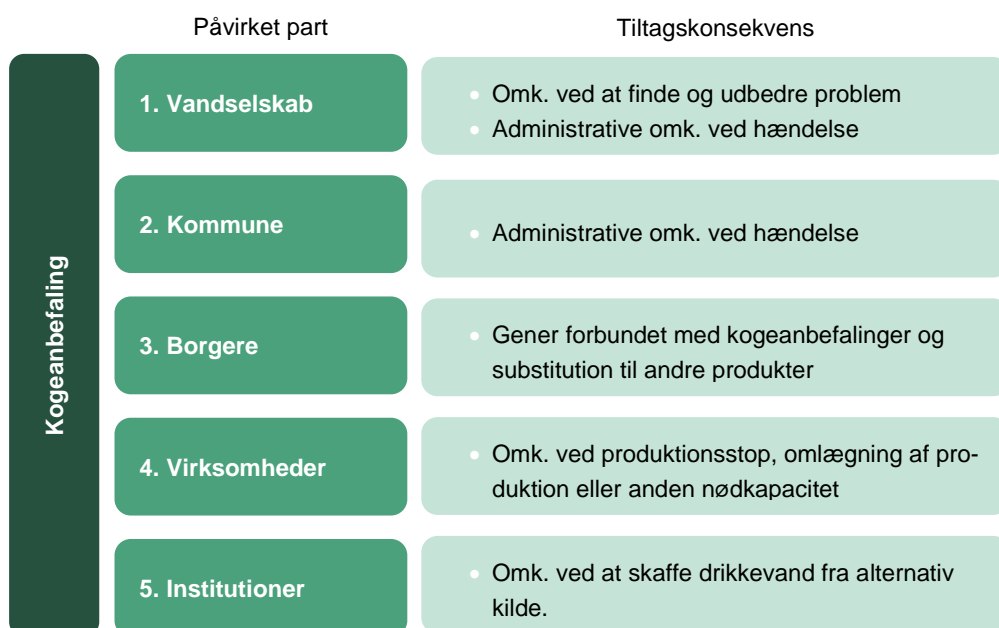 Påvirket part
Tiltagskonsekvens
Kogeanbefaling
1. Vandselskab
• Omk. ved at finde og udbedre problem
• Administrative omk. ved hændelse
2. Kommune
• Administrative omk. ved hændelse
3. Borgere
• Gener forbundet med kogeanbefalinger og
substitution til andre produkter
4. Virksomheder
• Omk. ved produktionsstop, omlægning af pro-
duktion eller anden nødkapacitet
5. Institutioner
• Omk. ved at skaffe drikkevand fra alternativ
kilde.